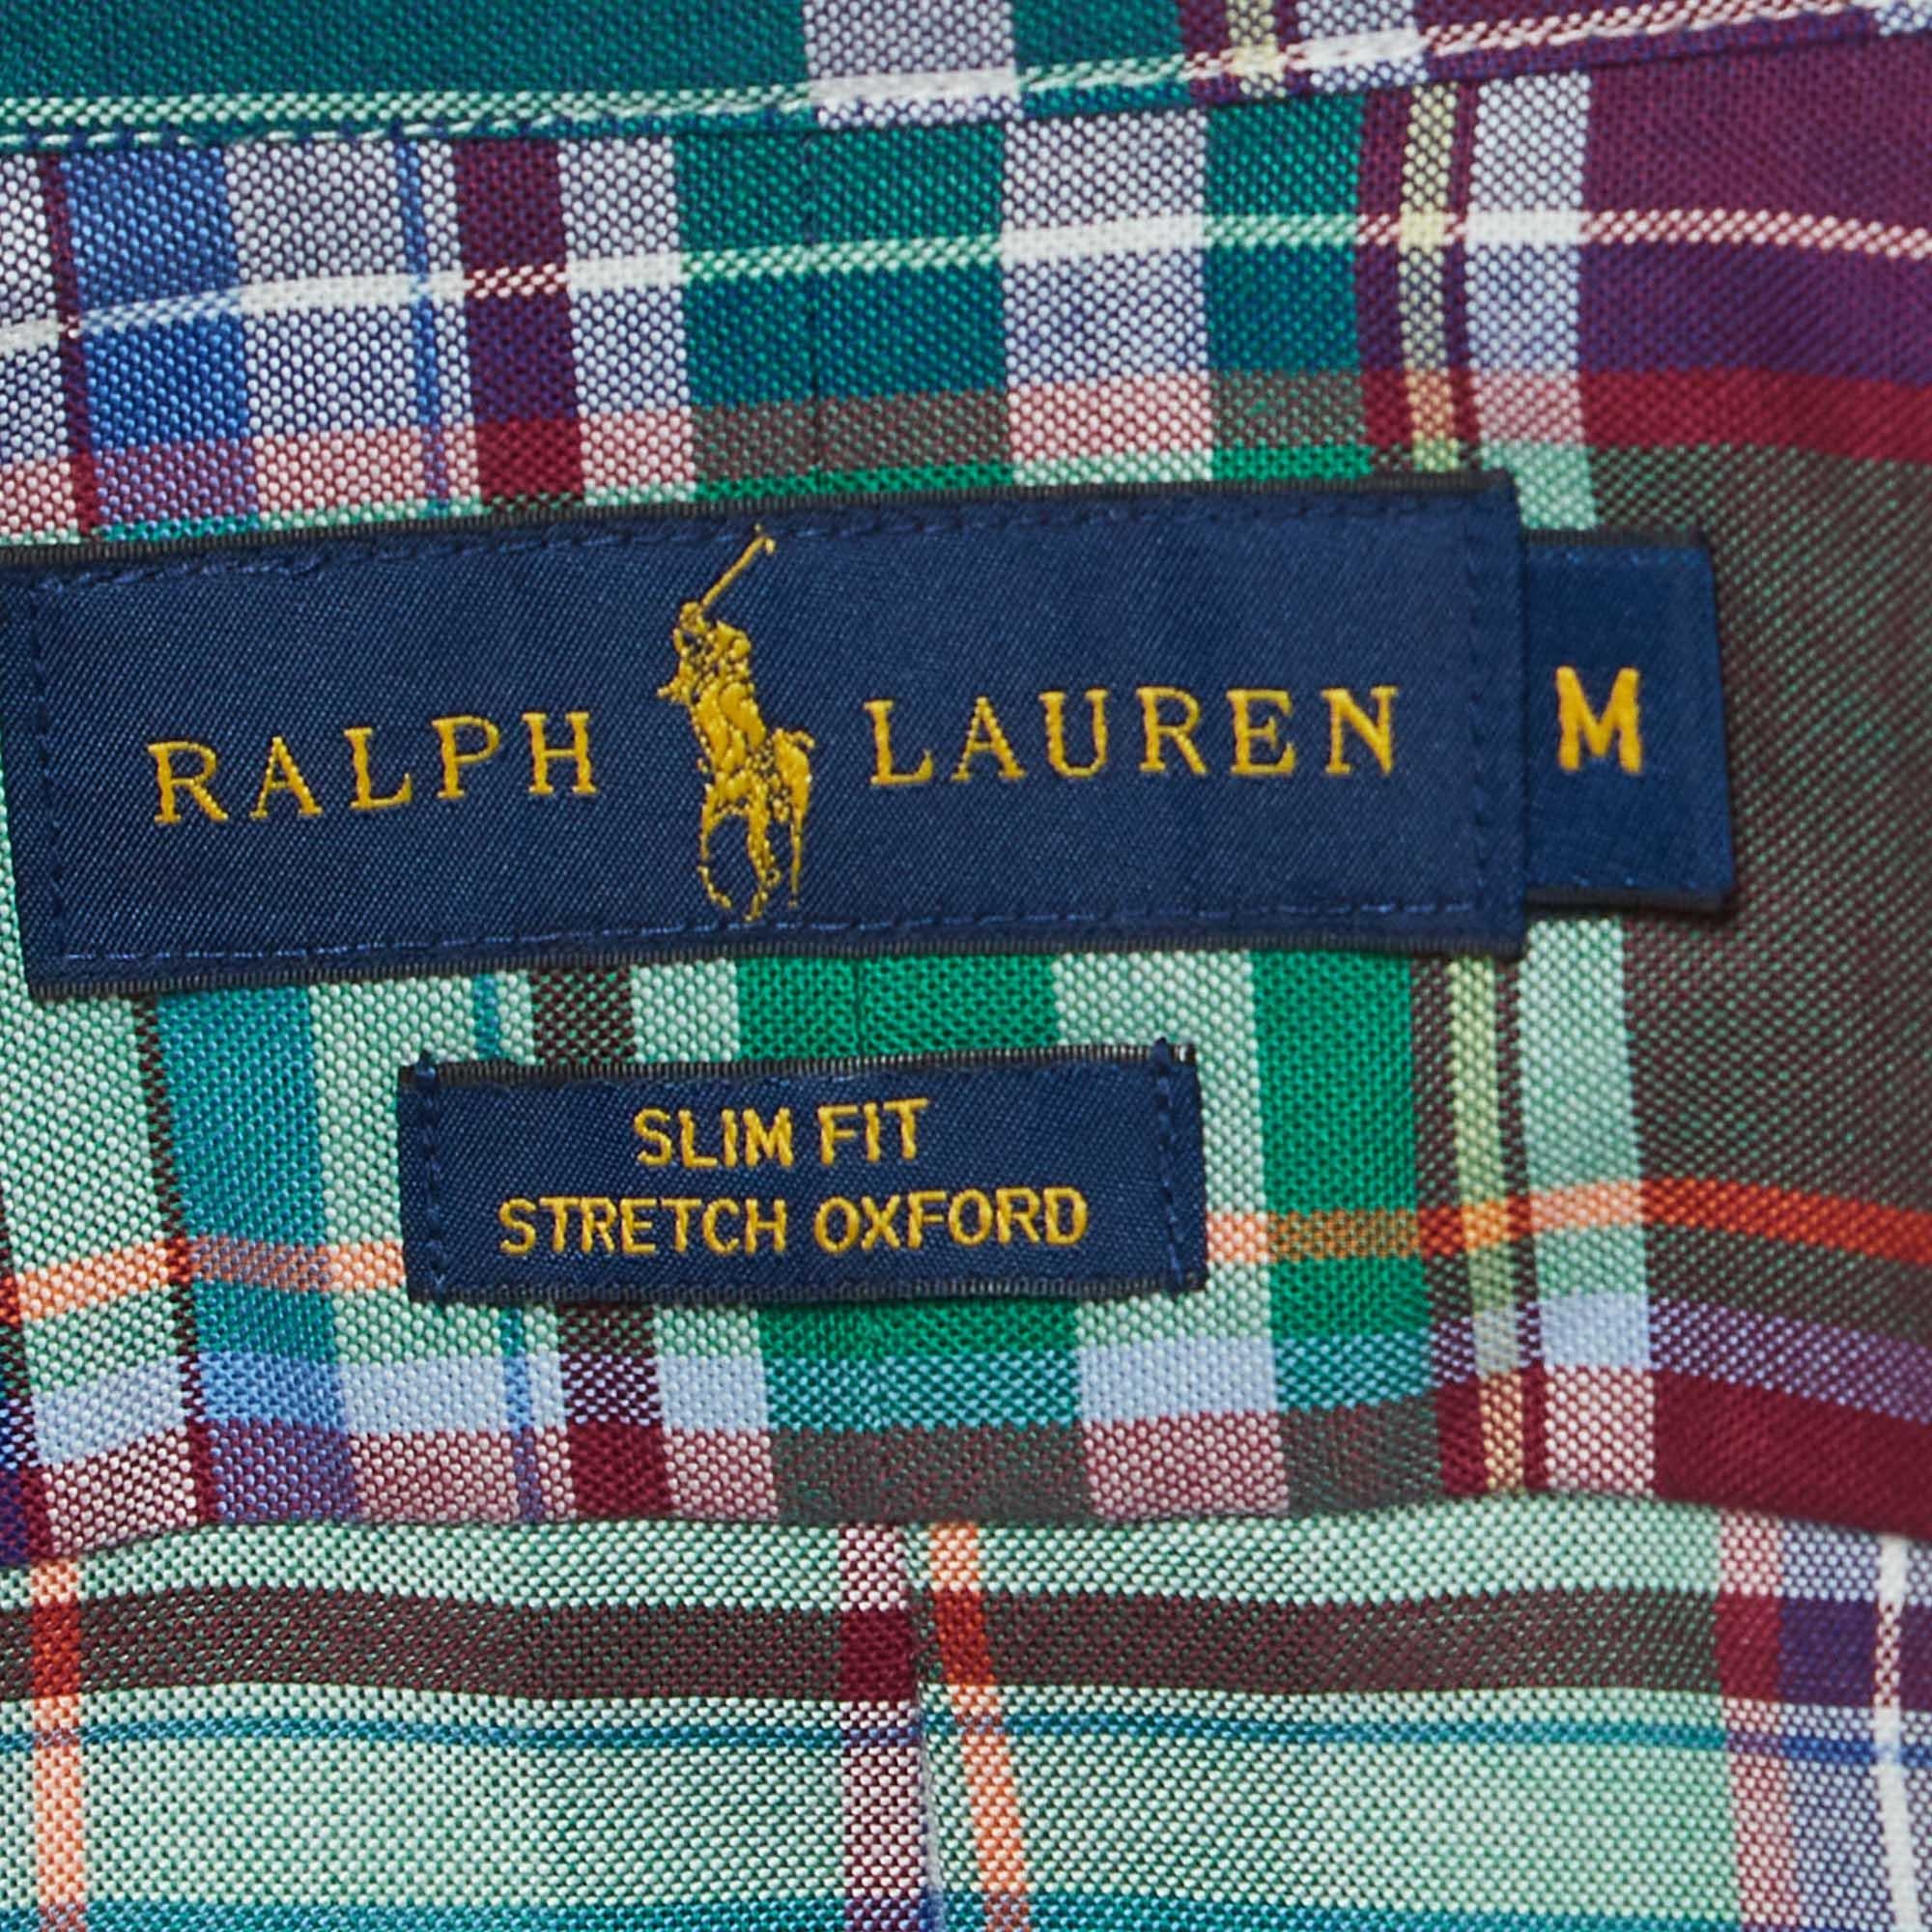 RALPH LAUREN M
SLIM FIT
STRETCH OXFORD